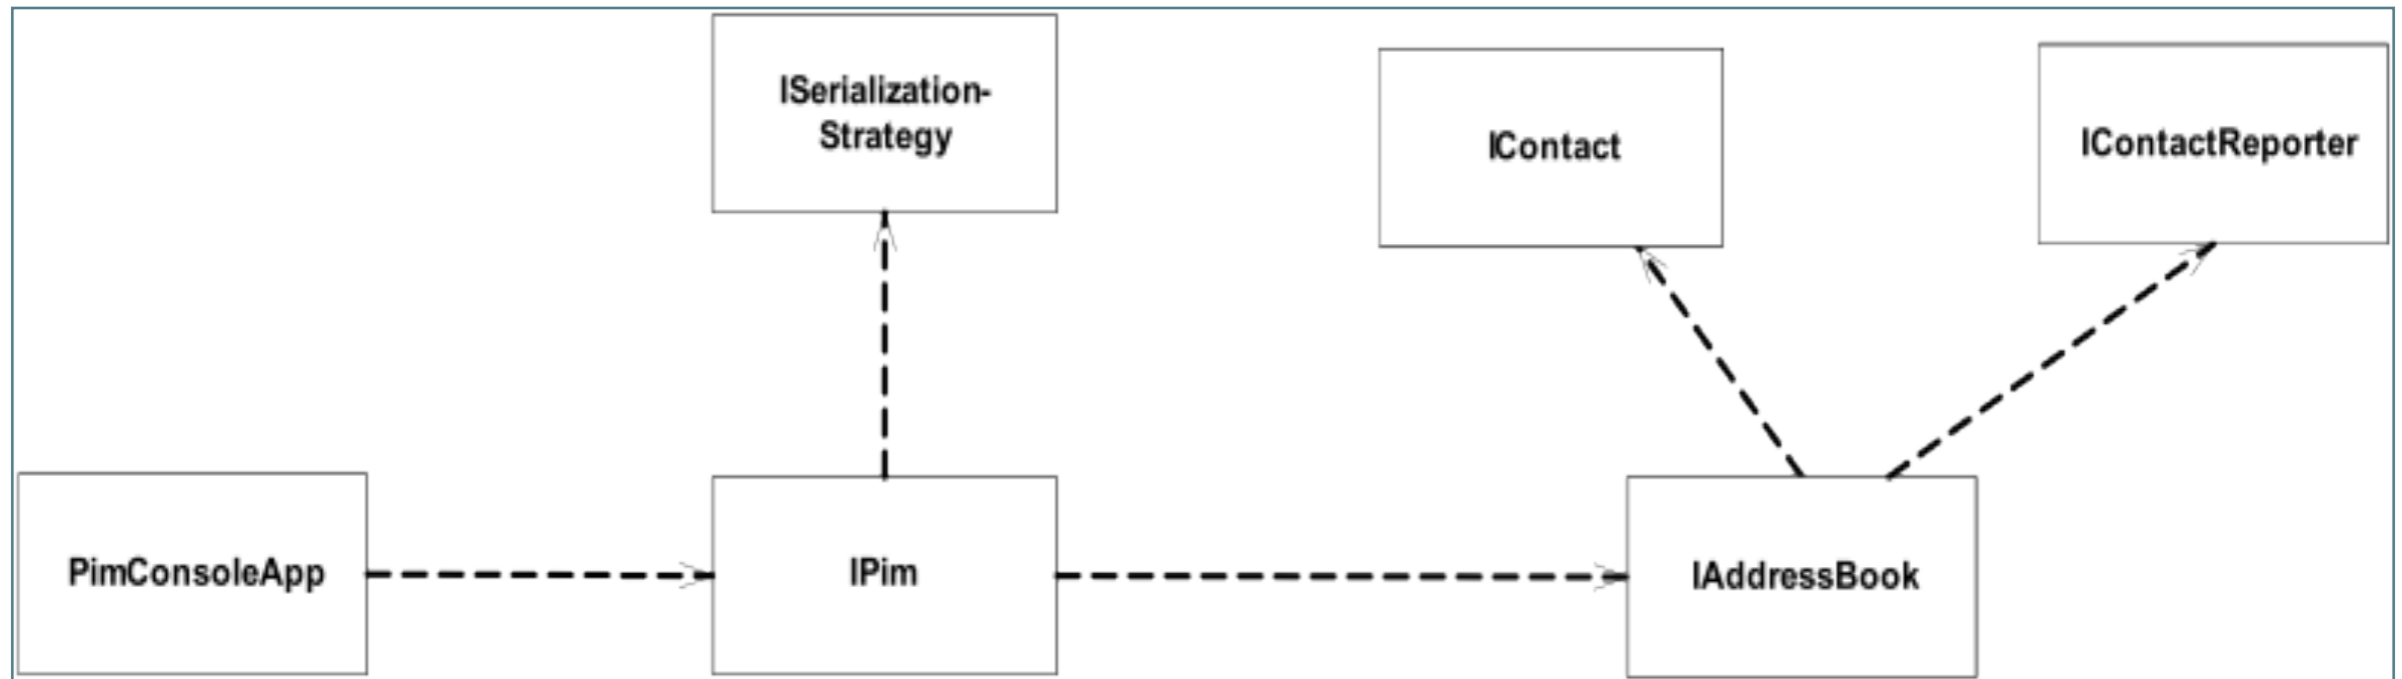 ISerialization-
Strategy
IContact
IContactReporter
PimConsoleApp
IPim
IAddressBook